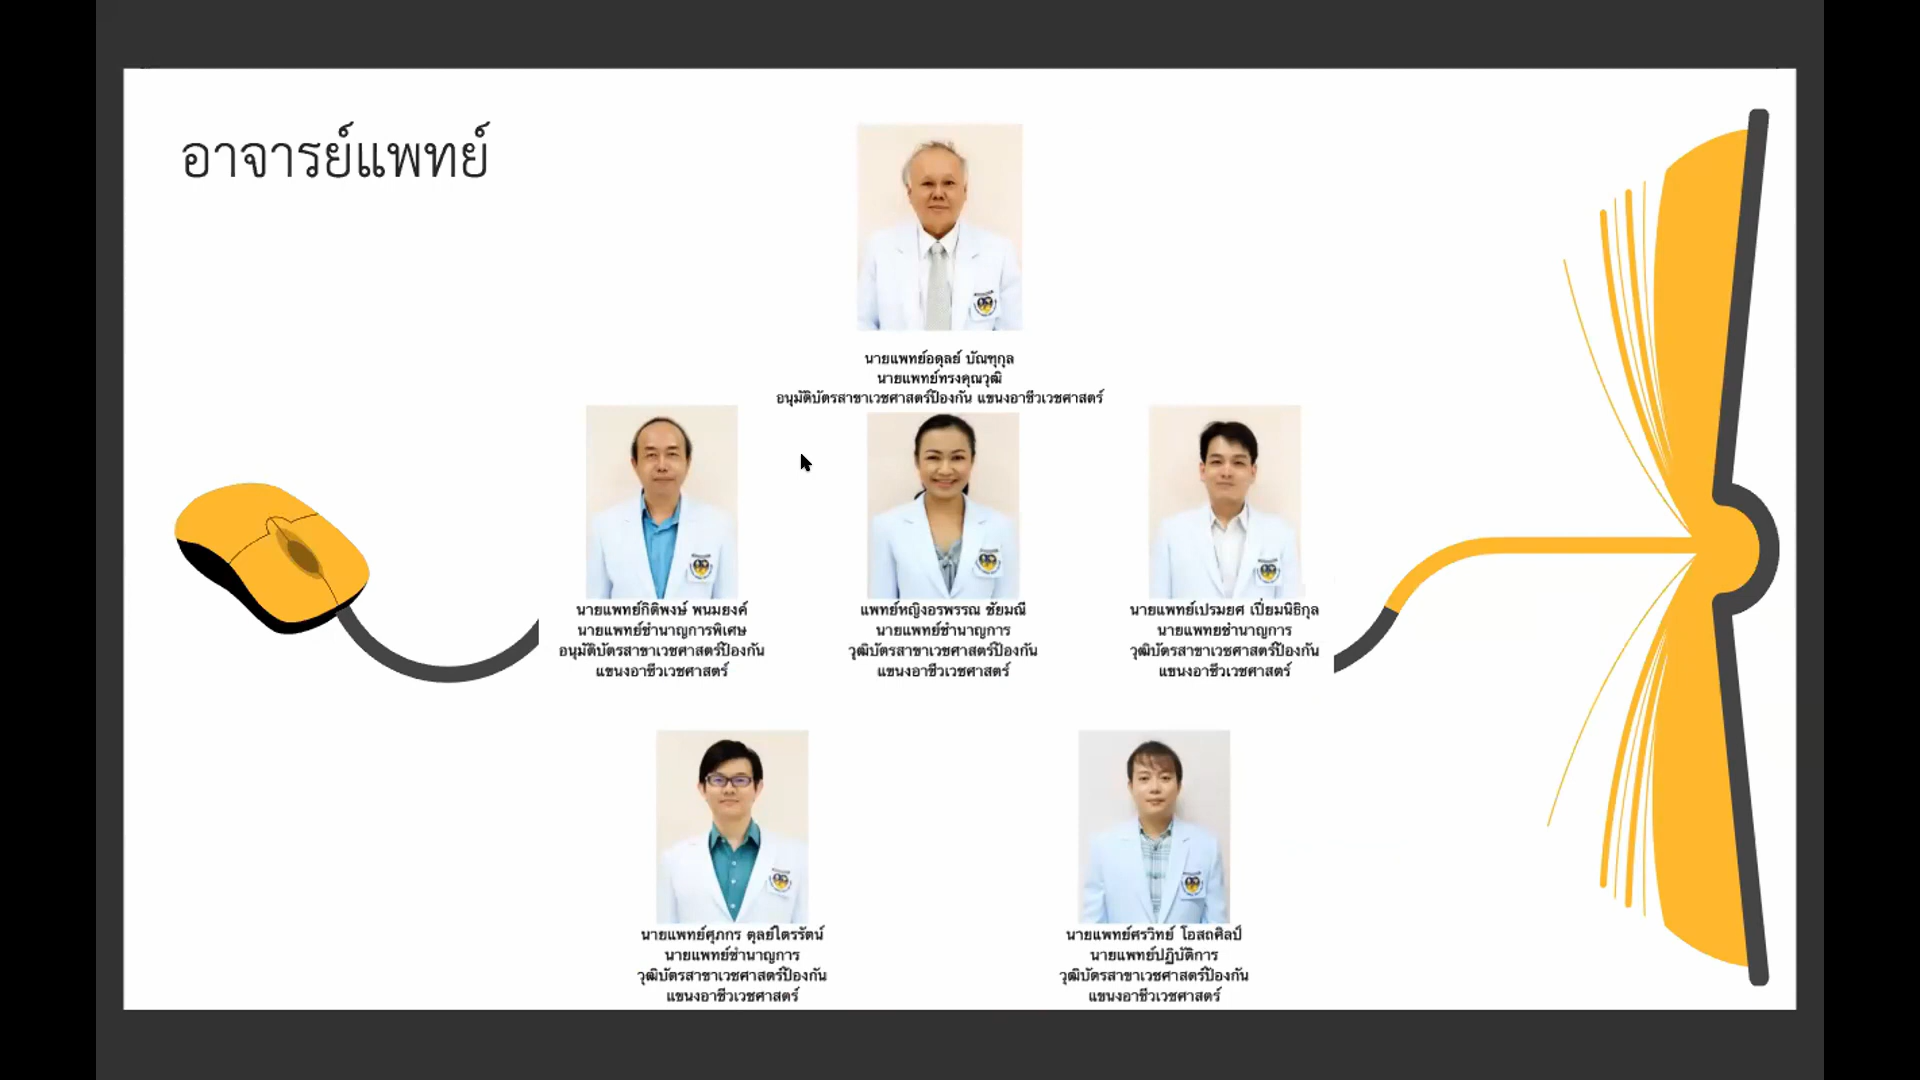 อาจารย์แพทย์
นายแพทย์อดุลย์ บัณฑุกุล
นายแพทย์ทรงคุณวุฒิ
อนุมัติบัตรสาขาเวชศาสตร์ป้องกัน แขนงอาชีวเวชศาสตร์
นายแพทย์กิติพงษ์ พนมยงค์
นายแพทย์ชำนาญการพิเศษ
อนุมัติบัตรสาขาเวชศาสตร์ป้องกัน
แขนงอาชีวเวชศาสตร์
แพทย์หญิงอรพรรณ ชัยมณี
นายแพทย์ชำนาญการ
วุฒิบัตรสาขาเวชศาสตร์ป้องกัน
แขนงอาชีวเวชศาสตร์
นายแพทย์เปรมยศ เปี่ยมนิธิกุล
นายแพทยชำนาญการ
วุฒิบัตรสาขาเวชศาสตร์ป้องกัน
แขนงอาชีวเวชศาสตร์
นายแพทย์ศุภกร ตุลย์ไตรรัตน์
นายแพทย์ชำนาญการ
วุฒิบัตรสาขาเวชศาสตร์ป้องกัน
แขนงอาชีวเวชศาสตร์
นายแพทย์ศรวิทย์ โอสถศิลป์
นายแพทย์ปฏิบัติการ
วุฒิบัตรสาขาเวชศาสตร์ป้องกัน
แขนงอาชีวเวชศาสตร์